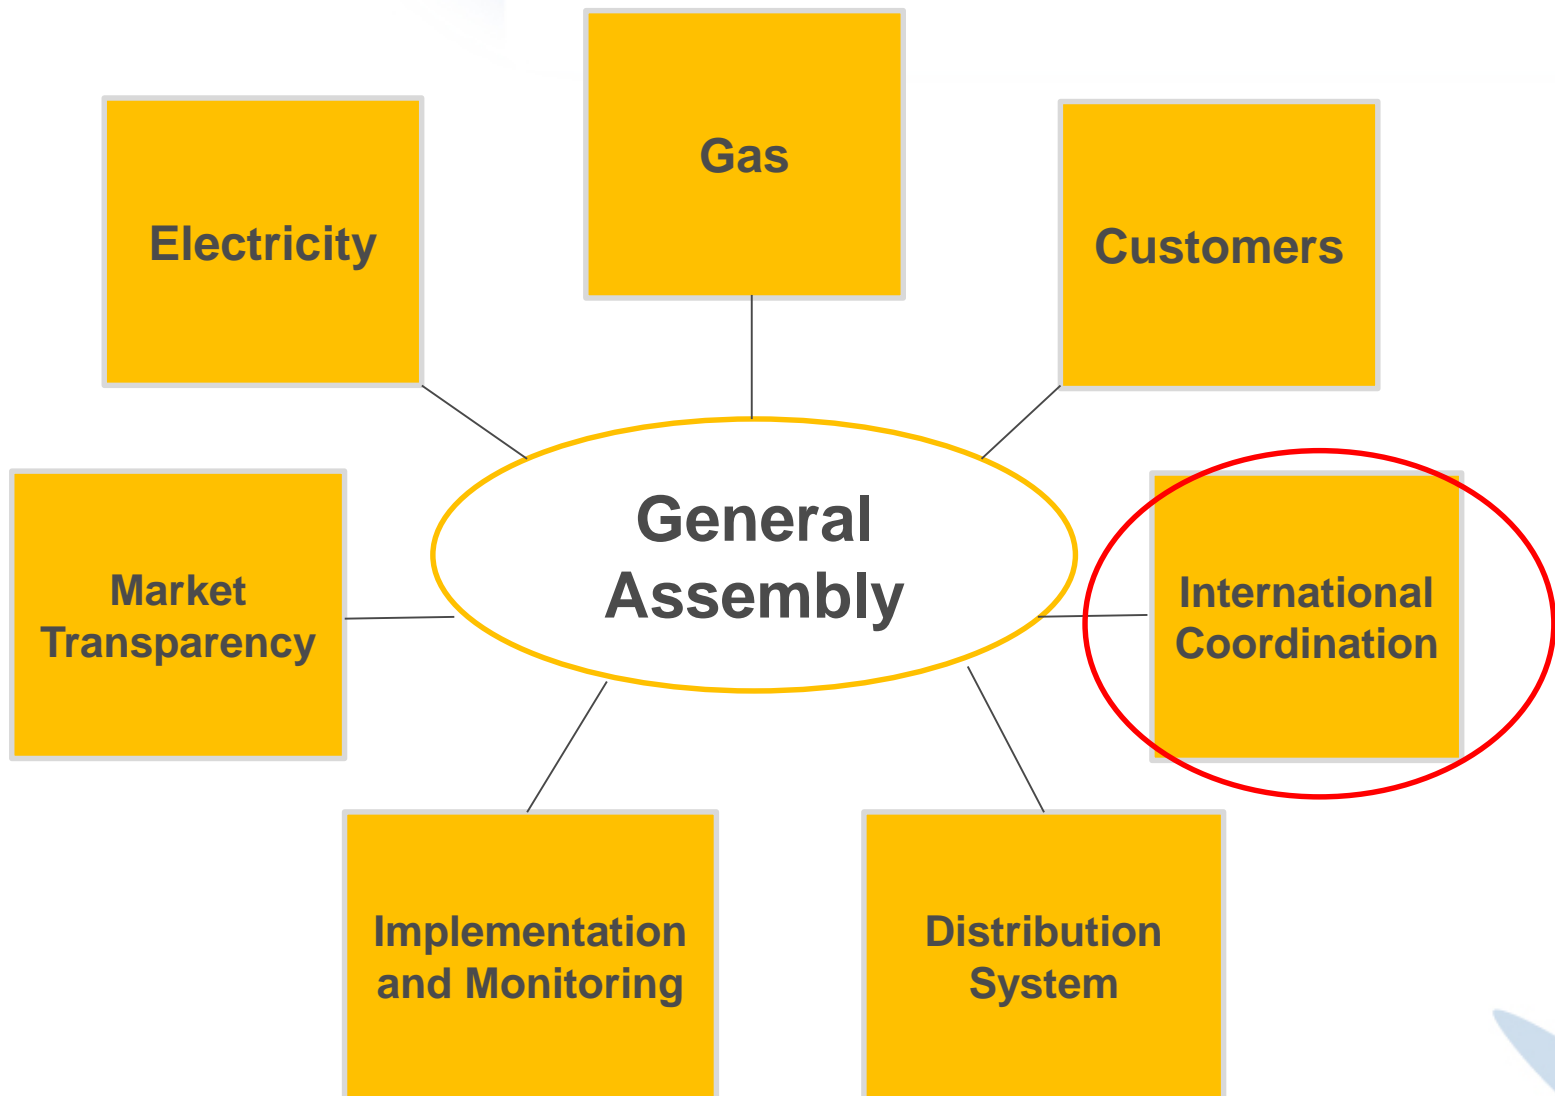 Gas
Electricity
Customers
General
Assembly
Market
Transparency
International
Coordination
Implementation
and Monitoring
Distribution
System